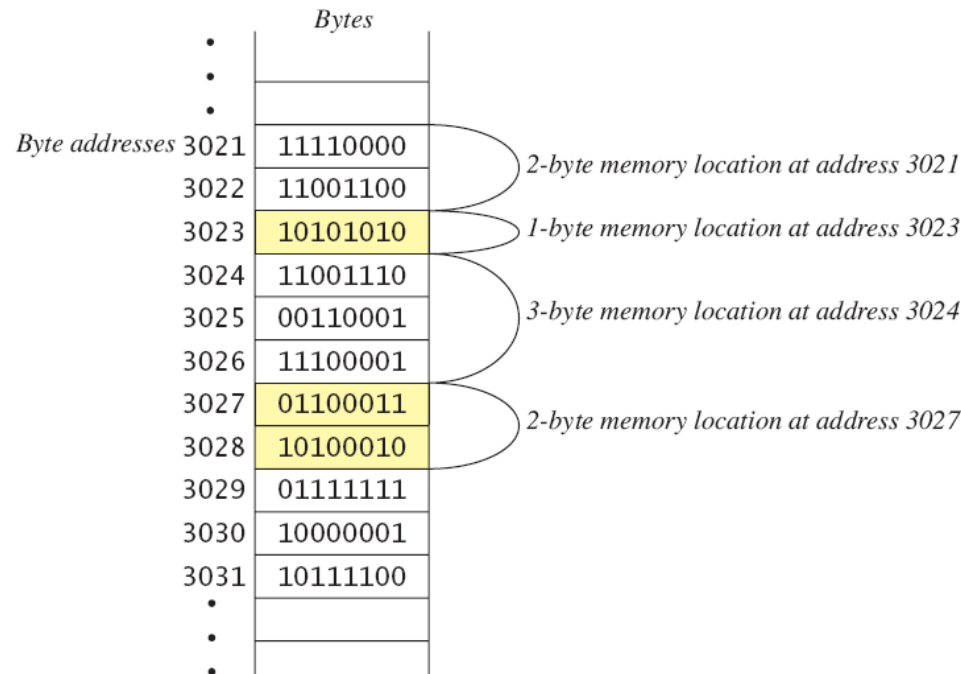 Bytes
Byte addresses 3021 11110000
2-byte memory location at address 3021
3022 11001100
3023 10101010 1-byte memory location at address 3023
3024 11001110
3025 00110001 3-byte memory location at address 3024
3026 11100001
3027 01100011 2-byte memory location at address 3027
3028 10100010
3029 01111111
3030 10000001
3031 10111100